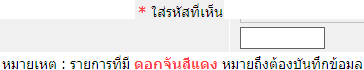 * ใส่รหัสที่เห็น
หมายเหตุ : รายการที่มี ดอกจันสีแดง หมายถึงต้องบันทึกข้อมูล